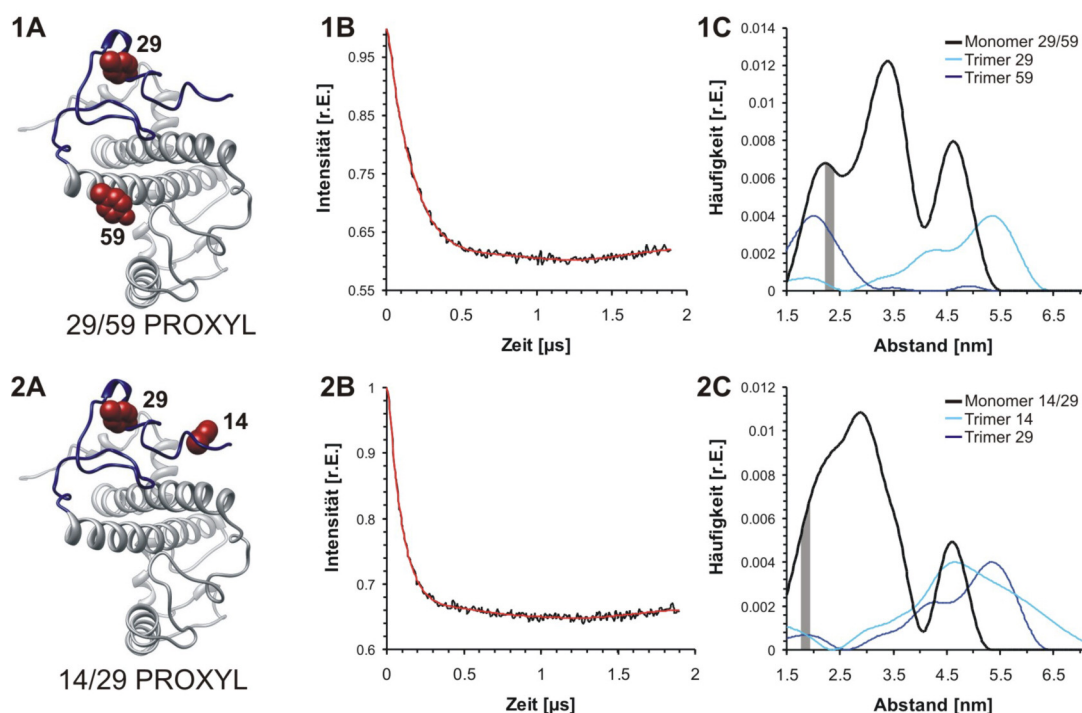 1A
29
59
29/59 PROXYL
1B
Intensität [r.E.]
0.95
0.85
0.75
0.65
0.55
0
0.5
1
1.5
2
Zeit [µs]
1C
Häufigkeit [r.E.]
0.014
0.012
0.01
0.008
0.006
0.004
0.002
0
1.5
2.5
3.5
4.5
5.5
6.5
Abstand [nm]
Monomer 29/59
Trimer 29
Trimer 59
2A
29
14
14/29 PROXYL
2B
Intensität [r.E.]
1
0.9
0.8
0.7
0.6
0
0.5
1
1.5
2
Zeit [µs]
2C
Häufigkeit [r.E.]
0.012
0.01
0.008
0.006
0.004
0.002
0
1.5
2.5
3.5
4.5
5.5
6.5
Abstand [nm]
Monomer 14/29
Trimer 14
Trimer 29